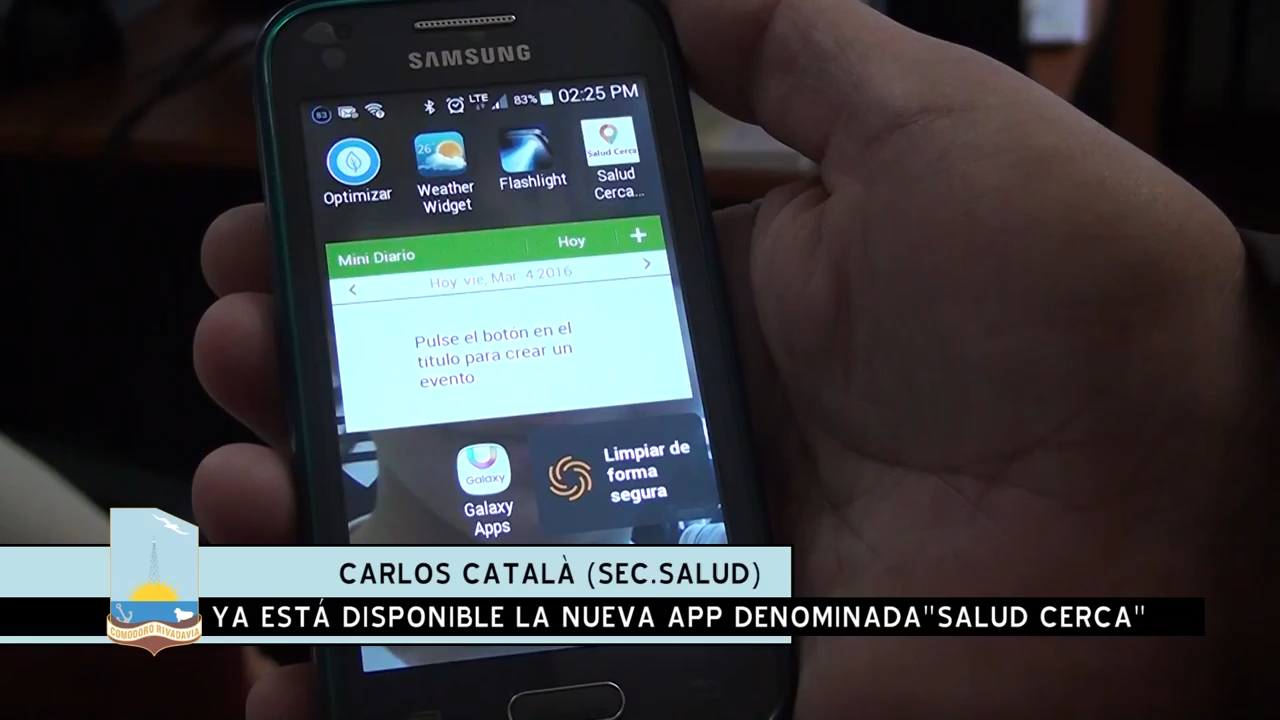 SAMSUNG
83 LTE 83% 02:25 PM
26°
Salud Cerca
Optimizar
Weather
Widget
Flashlight
Salud
Cerca...
Mini Diario Hoy +
< Hoy vie, Mar 4 2016 >
Pulse el botón en el
título para crear un
evento
Galaxy
Galaxy
Apps
Limpiar de
forma
segura
CARLOS CATALÀ (SEC.SALUD)
YA ESTÁ DISPONIBLE LA NUEVA APP DENOMINADA"SALUD CERCA"
COMODORO RIVADAVIA